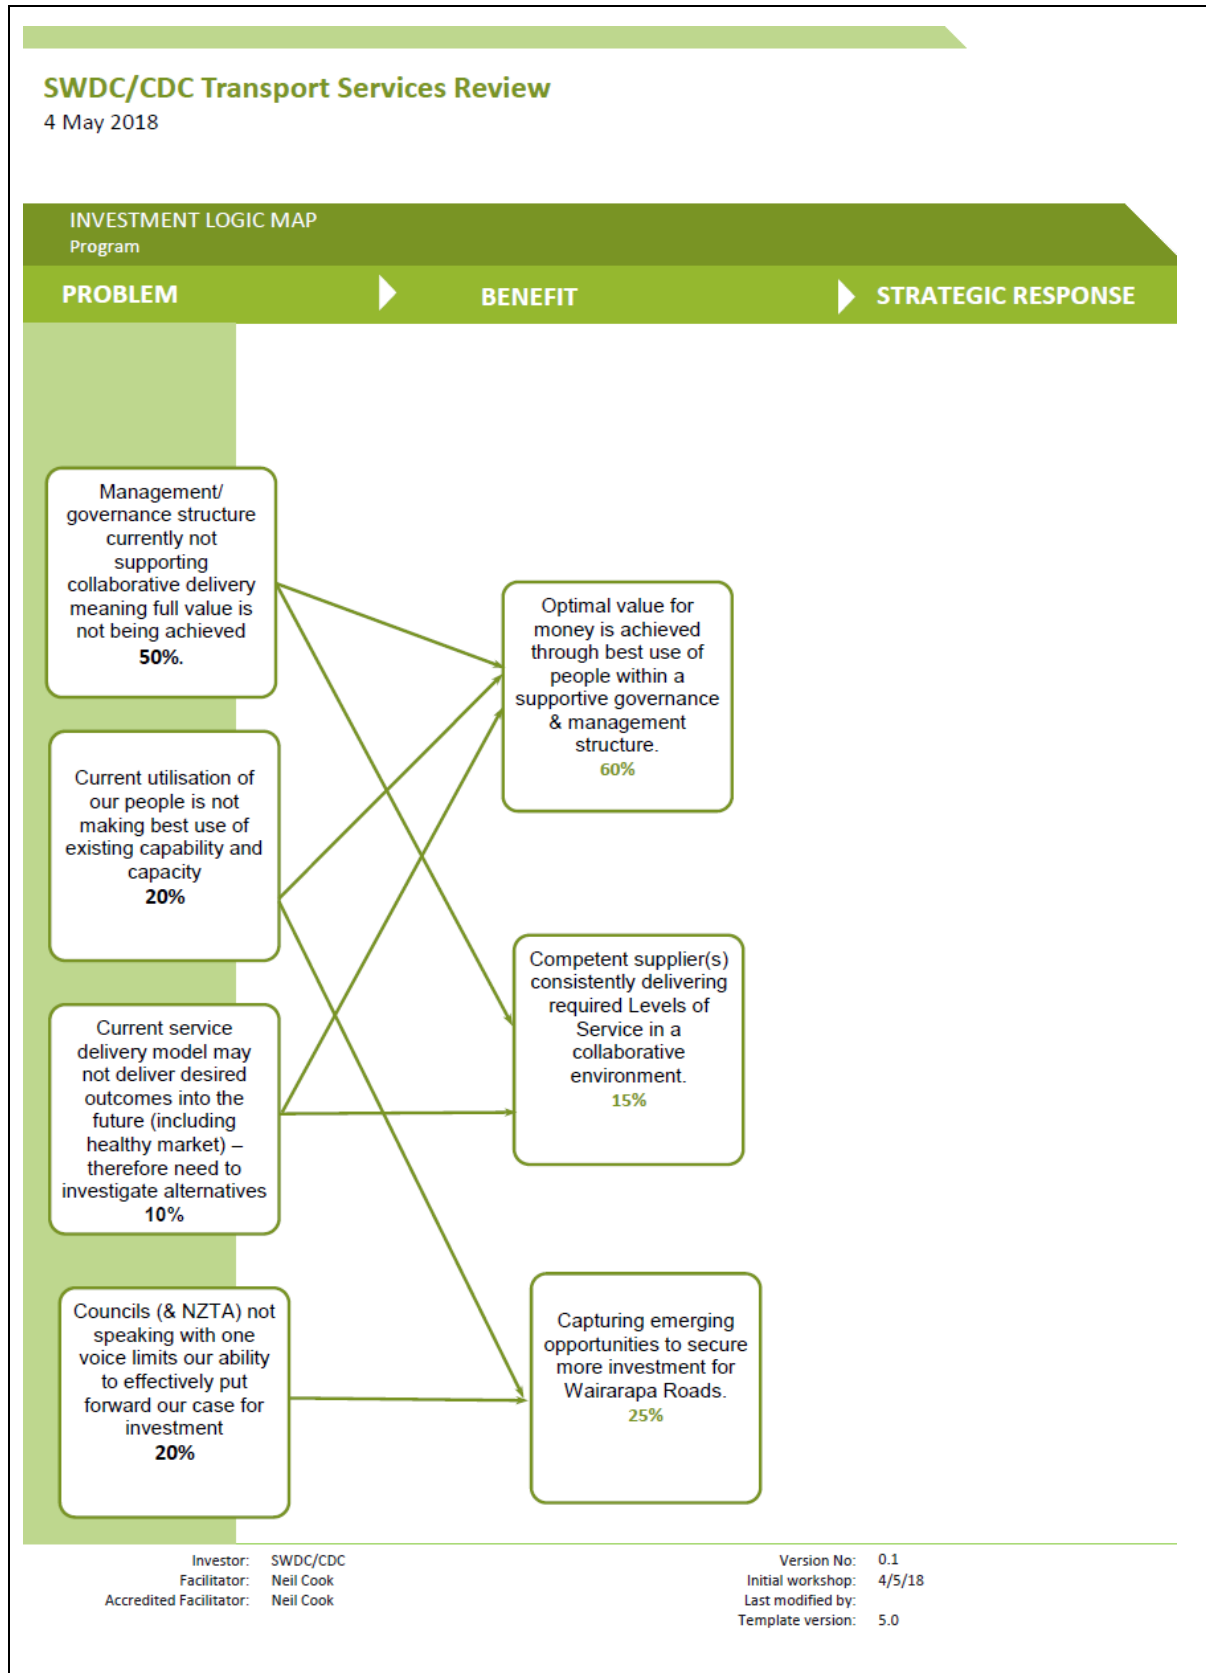 SWDC/CDC Transport Services Review
4 May 2018
INVESTMENT LOGIC MAP
Program
PROBLEM
BENEFIT
STRATEGIC RESPONSE
Management/
governance structure
currently not
supporting
collaborative delivery
meaning full value is
not being achieved
50%.
Current utilisation of
our people is not
making best use of
existing capability and
capacity
20%
Current service
delivery model may
not deliver desired
outcomes into the
future (including
healthy market) –
therefore need to
investigate alternatives
10%
Councils (& NZTA) not
speaking with one
voice limits our ability
to effectively put
forward our case for
investment
20%
Optimal value for
money is achieved
through best use of
people within a
supportive governance
& management
structure.
60%
Competent supplier(s)
consistently delivering
required Levels of
Service in a
collaborative
environment.
15%
Capturing emerging
opportunities to secure
more investment for
Wairarapa Roads.
25%
Investor: SWDC/CDC
Facilitator: Neil Cook
Accredited Facilitator: Neil Cook
Version No: 0.1
Initial workshop: 4/5/18
Last modified by:
Template version: 5.0